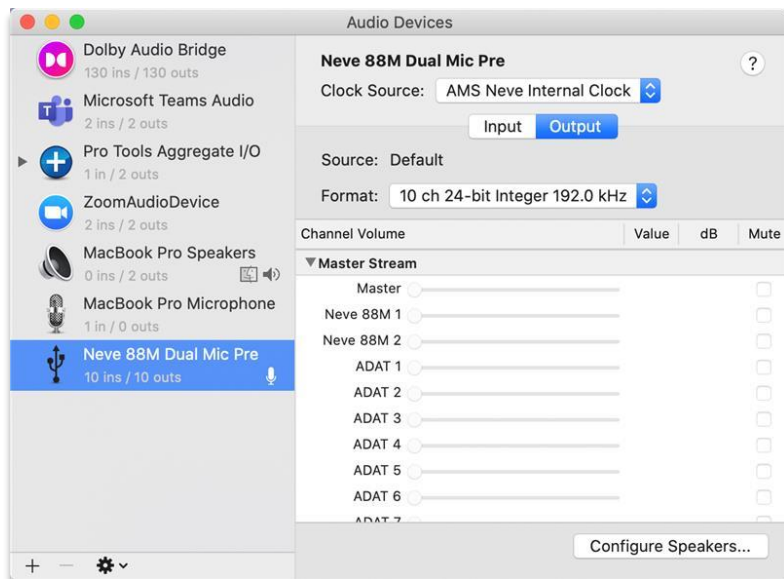 Audio Devices
Dolby Audio Bridge
130 ins / 130 outs
Microsoft Teams Audio
2 ins / 2 outs
Pro Tools Aggregate I/O
1 in / 2 outs
ZoomAudioDevice
2 ins / 2 outs
MacBook Pro Speakers
0 ins / 2 outs
MacBook Pro Microphone
1 in / 0 outs
Neve 88M Dual Mic Pre
10 ins / 10 outs
Neve 88M Dual Mic Pre
?
Clock Source: AMS Neve Internal Clock
Input Output
Source: Default
Format: 10 ch 24-bit Integer 192.0 kHz
Channel Volume Value dB Mute
Master Stream
Master
Neve 88M 1
Neve 88M 2
ADAT 1
ADAT 2
ADAT 3
ADAT 4
ADAT 5
ADAT 6
ADAT 7
Configure Speakers...